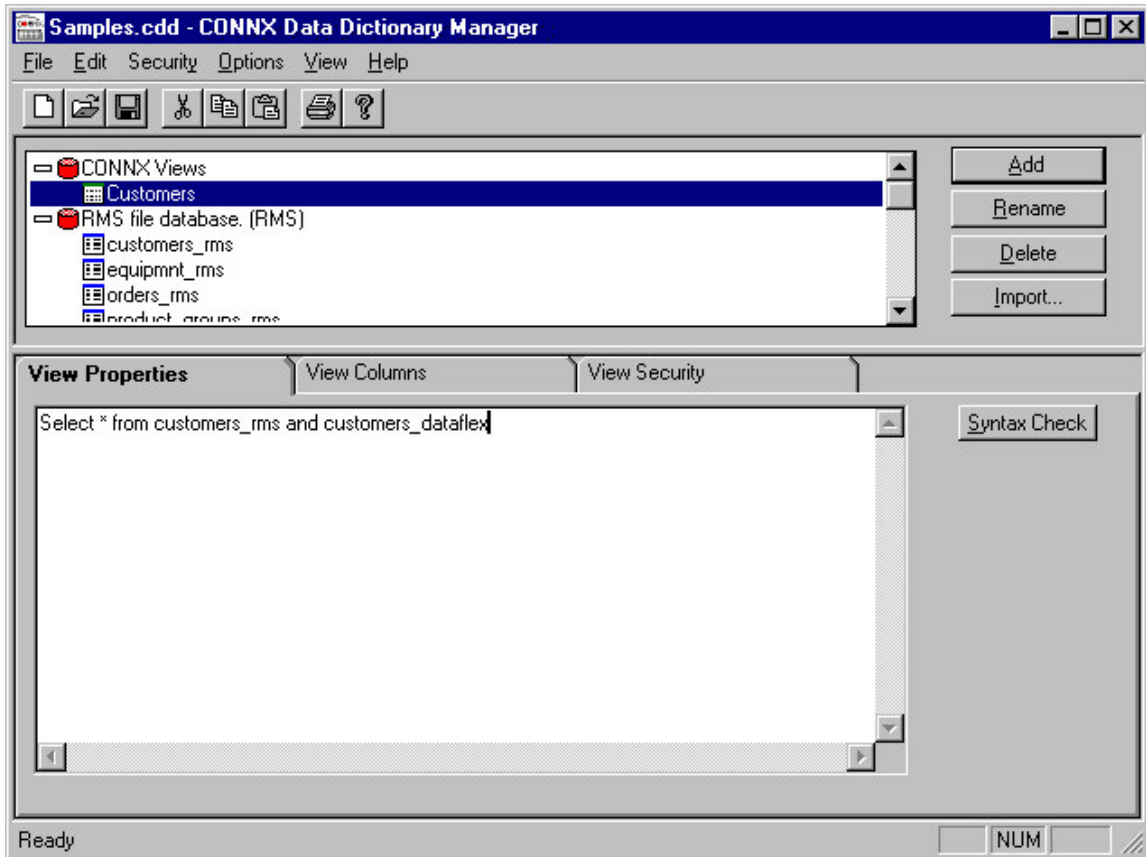 Samples.cdd - CONNX Data Dictionary Manager
File Edit Security Options View Help
CONNX Views
Customers
RMS file database. (RMS)
customers_rms
equipmnt_rms
orders_rms
product_groups_rms
Add
Rename
Delete
Import...
View Properties View Columns View Security
Select * from customers_rms and customers_dataflex
Syntax Check
Ready NUM